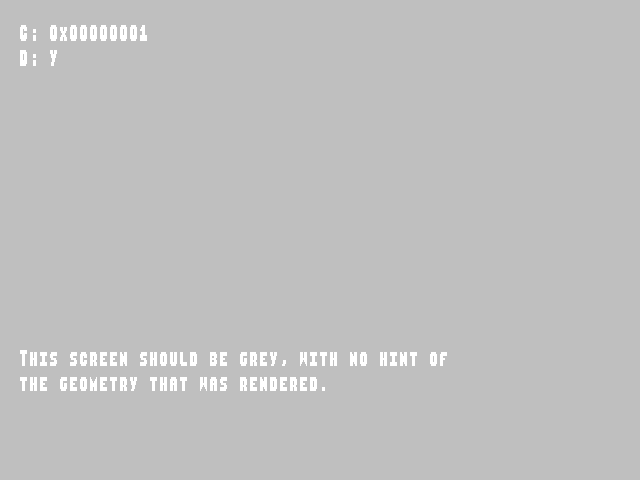 C: 0x00000001
D: Y
This screen should be grey, with no hint of
the geometry that was rendered.